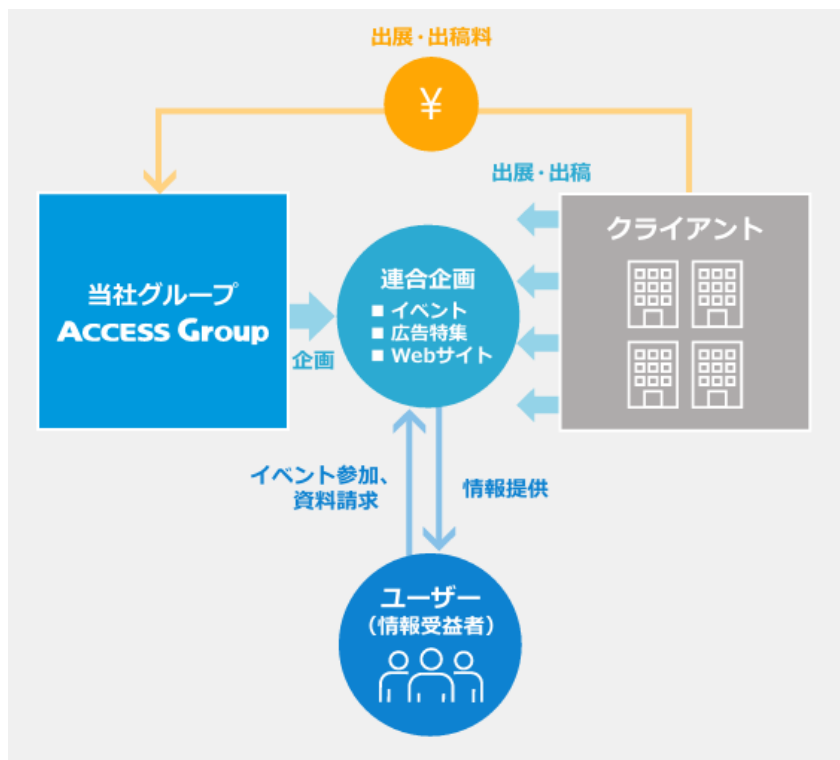 出展・出稿料
¥
出展・出稿
クライアント
当社グループ
ACCESS Group
企画
連合企画
■ イベント
■ 広告特集
■ Webサイト
イベント参加、
資料請求
情報提供
ユーザー
（情報受益者）